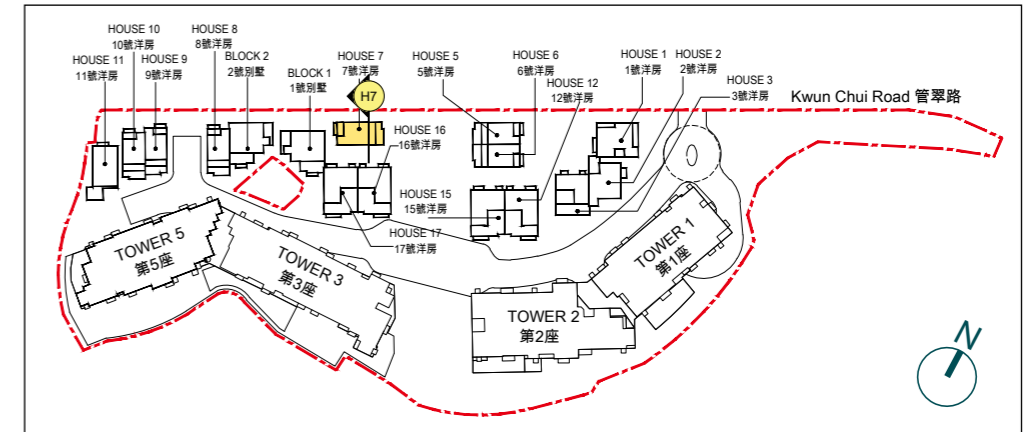 HOUSE 10
10號洋房
HOUSE 8
8號洋房
HOUSE 11
11號洋房
HOUSE 9
9號洋房
BLOCK 2
2號別墅
BLOCK 1
1號別墅
HOUSE 7
7號洋房
H7
HOUSE 5
5號洋房
HOUSE 6
6號洋房
HOUSE 12
12號洋房
HOUSE 1
1號洋房
HOUSE 2
2號洋房
HOUSE 3
3號洋房
Kwun Chui Road 管翠路
HOUSE 16
16號洋房
HOUSE 15
15號洋房
HOUSE 17
17號洋房
TOWER 5
第5座
TOWER 3
第3座
TOWER 2
第2座
TOWER 1
第1座
N